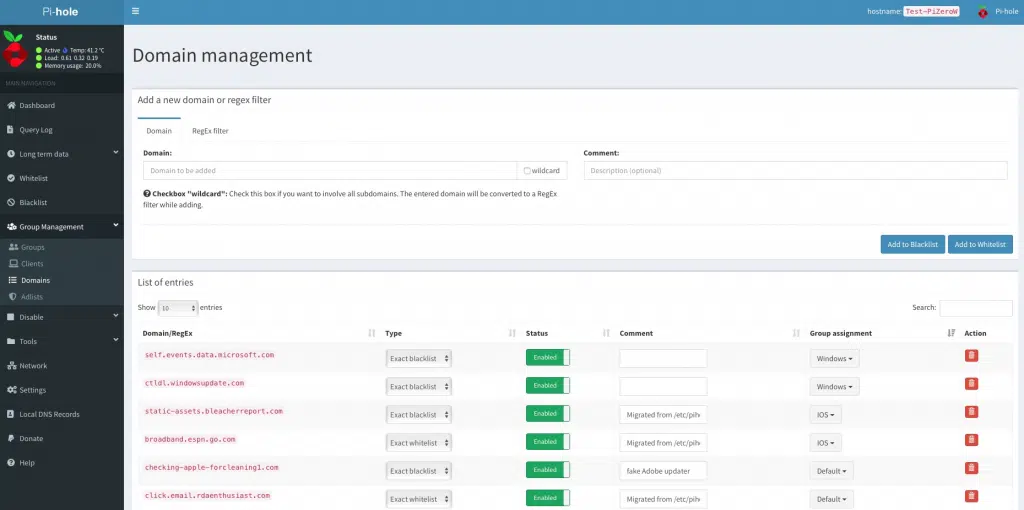 Pi-hole
hostname: Test-PiZeroW Pi-hole
Status
Active Temp: 41.2 °C
Load: 0.61 0.32 0.19
Memory usage: 20.0%
MAIN NAVIGATION
Dashboard
Query Log
Long term data
Whitelist
Blacklist
Group Management
Groups
Clients
Domains
Adlists
Disable
Tools
Network
Settings
Local DNS Records
Donate
Help
Domain management
Add a new domain or regex filter
Domain RegEx filter
Domain: Comment:
Domain to be added wildcard Description (optional)
Checkbox "wildcard": Check this box if you want to involve all subdomains. The entered domain will be converted to a RegEx
filter while adding.
Add to Blacklist Add to Whitelist
List of entries
Show 10 entries Search:
Domain/RegEx Type Status Comment Group assignment Action
self.events.data.microsoft.com Exact blacklist Enabled Windows
ctldl.windowsupdate.com Exact blacklist Enabled Windows
static-assets.bleacherreport.com Exact blacklist Enabled Migrated from /etc/piho IOS
broadband.espn.go.com Exact whitelist Enabled Migrated from /etc/piho IOS
checking-apple-forcleaning1.com Exact blacklist Enabled fake Adobe updater Default
click.email.rdaenthusiast.com Exact whitelist Enabled Migrated from /etc/piho Default